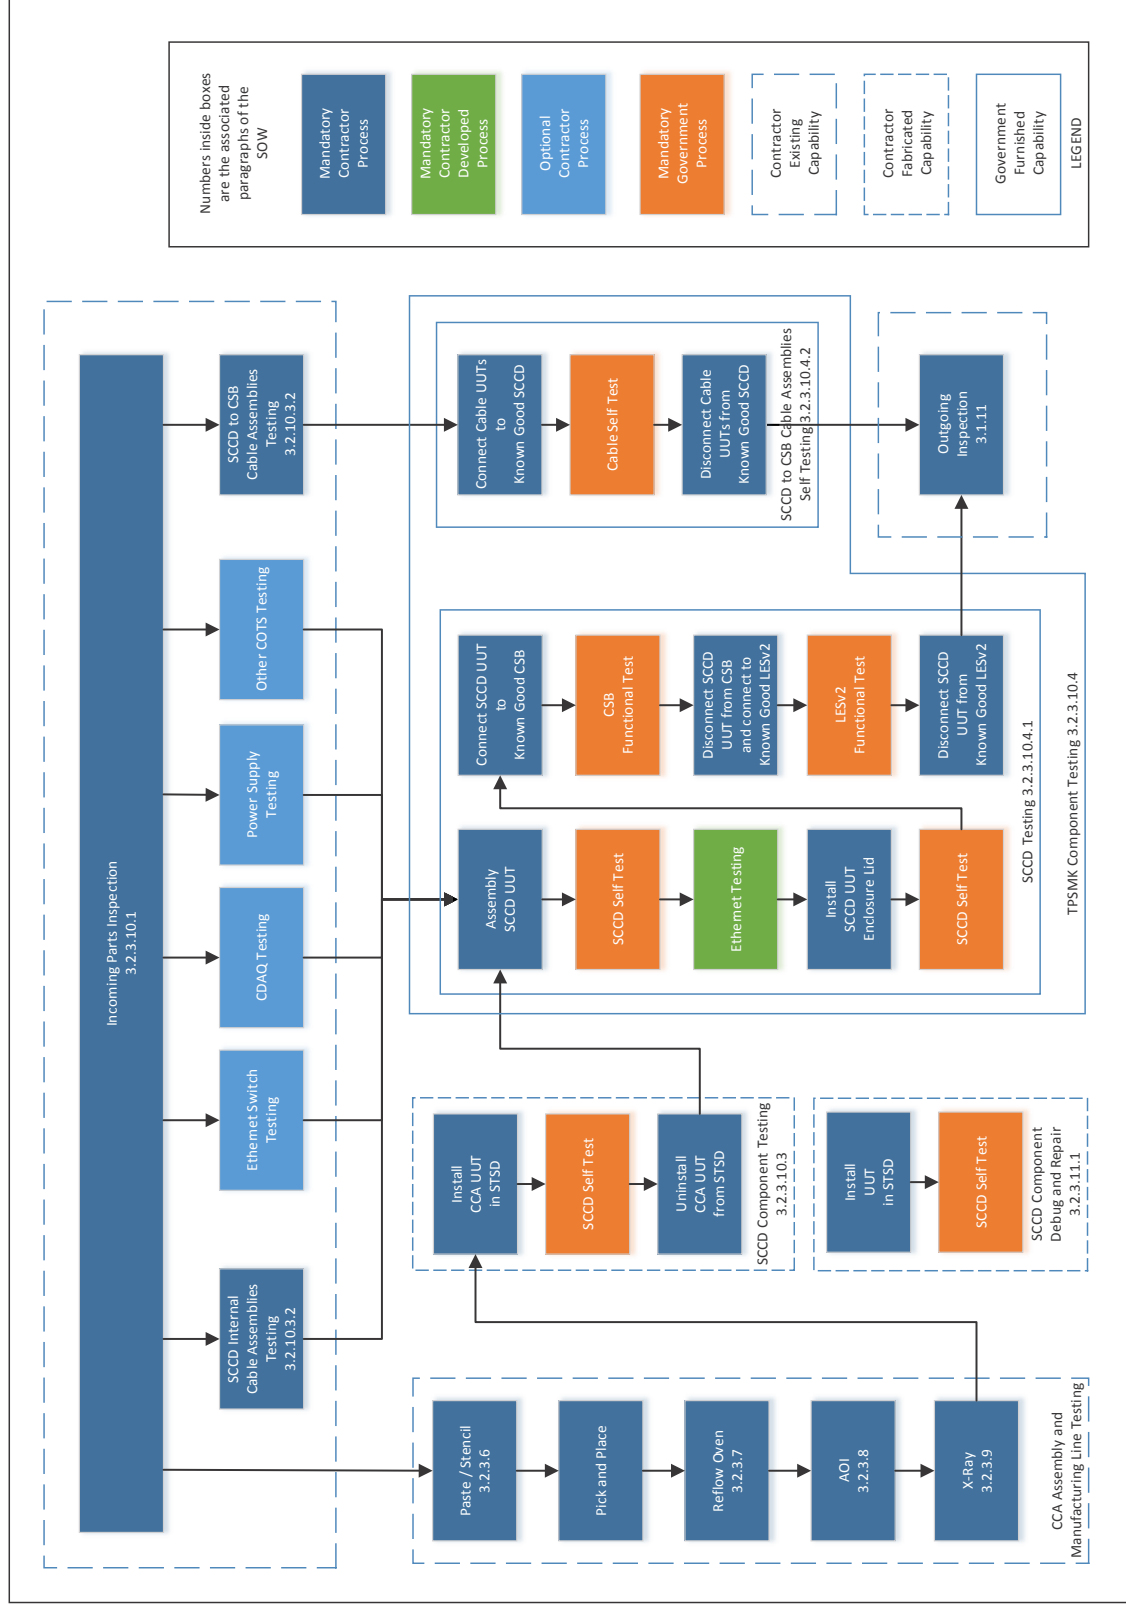 Incoming Parts Inspection
3.2.3.10.1
SCCD Internal
Cable Assemblies
Testing
3.2.10.3.2
Ethernet Switch
Testing
CDAQ Testing
Power Supply
Testing
Other COTS Testing
SCCD to CSB
Cable Assemblies
Testing
3.2.10.3.2
Paste / Stencil
3.2.3.6
Pick and Place
Reflow Oven
3.2.3.7
AOI
3.2.3.8
X-Ray
3.2.3.9
CCA Assembly and
Manufacturing Line Testing
Install
CCA UUT
in STSD
SCCD Self Test
Uninstall
CCA UUT
from STSD
SCCD Component Testing
3.2.3.10.3
Install
UUT
in STSD
SCCD Self Test
SCCD Component
Debug and Repair
3.2.3.11.1
Assembly
SCCD UUT
SCCD Self Test
Ethernet Testing
Install
SCCD UUT
Enclosure Lid
SCCD Self Test
Connect SCCD UUT
to
Known Good CSB
CSB
Functional Test
Disconnect SCCD
UUT from CSB
and connect to
Known Good LESv2
LESv2
Functional Test
Disconnect SCCD
UUT from
Known Good LESv2
SCCD Testing 3.2.3.10.4.1
TPSMK Component Testing 3.2.3.10.4
Connect Cable UUTs
to
Known Good SCCD
Cable Self Test
Disconnect Cable
UUTs from
Known Good SCCD
SCCD to CSB Cable Assemblies
Self Testing 3.2.3.10.4.2
Outgoing
Inspection
3.1.11
Numbers inside boxes
are the associated
paragraphs of the
SOW
Mandatory
Contractor
Process
Mandatory
Contractor
Developed
Process
Optional
Contractor
Process
Mandatory
Government
Process
Contractor
Existing
Capability
Contractor
Fabricated
Capability
Government
Furnished
Capability
LEGEND